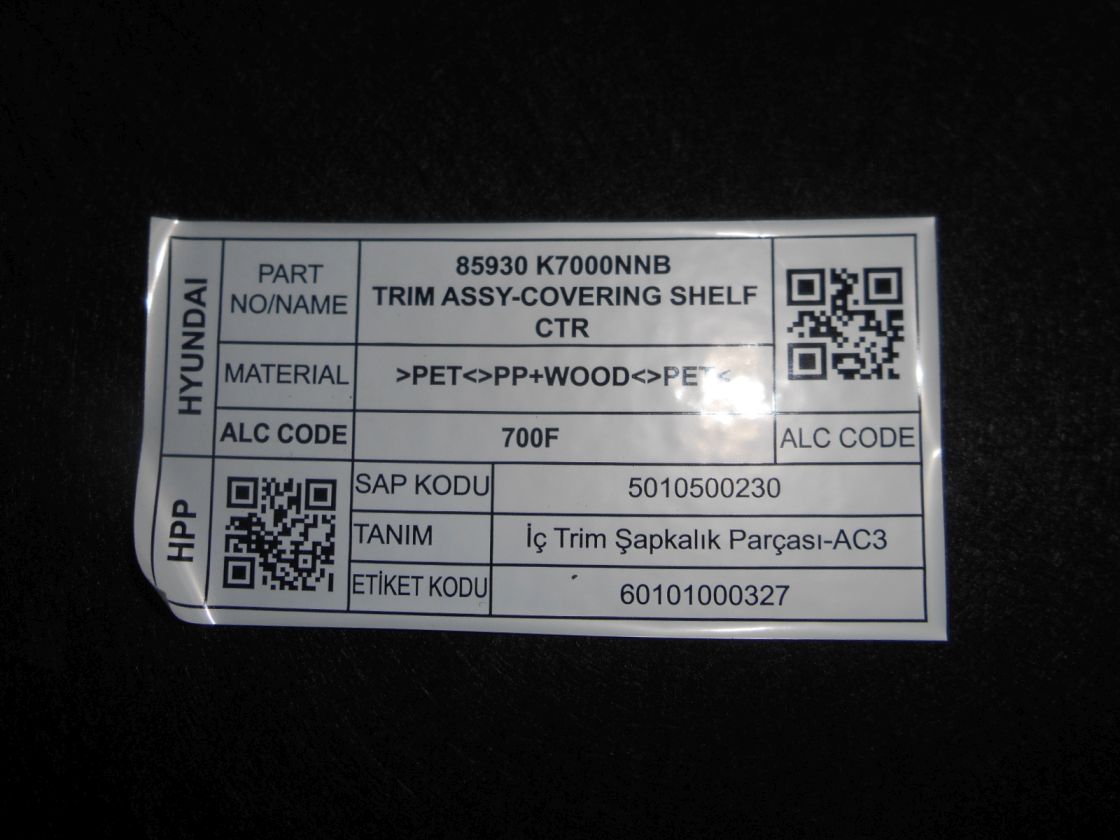 HYUNDAI
PART
NO/NAME
85930 K7000NNB
TRIM ASSY-COVERING SHELF
CTR
MATERIAL
>PET<>PP+WOOD<>PET<
ALC CODE
700F
ALC CODE
HPP
SAP KODU
5010500230
TANIM
İç Trim Şapkalık Parçası-AC3
ETİKET KODU
60101000327